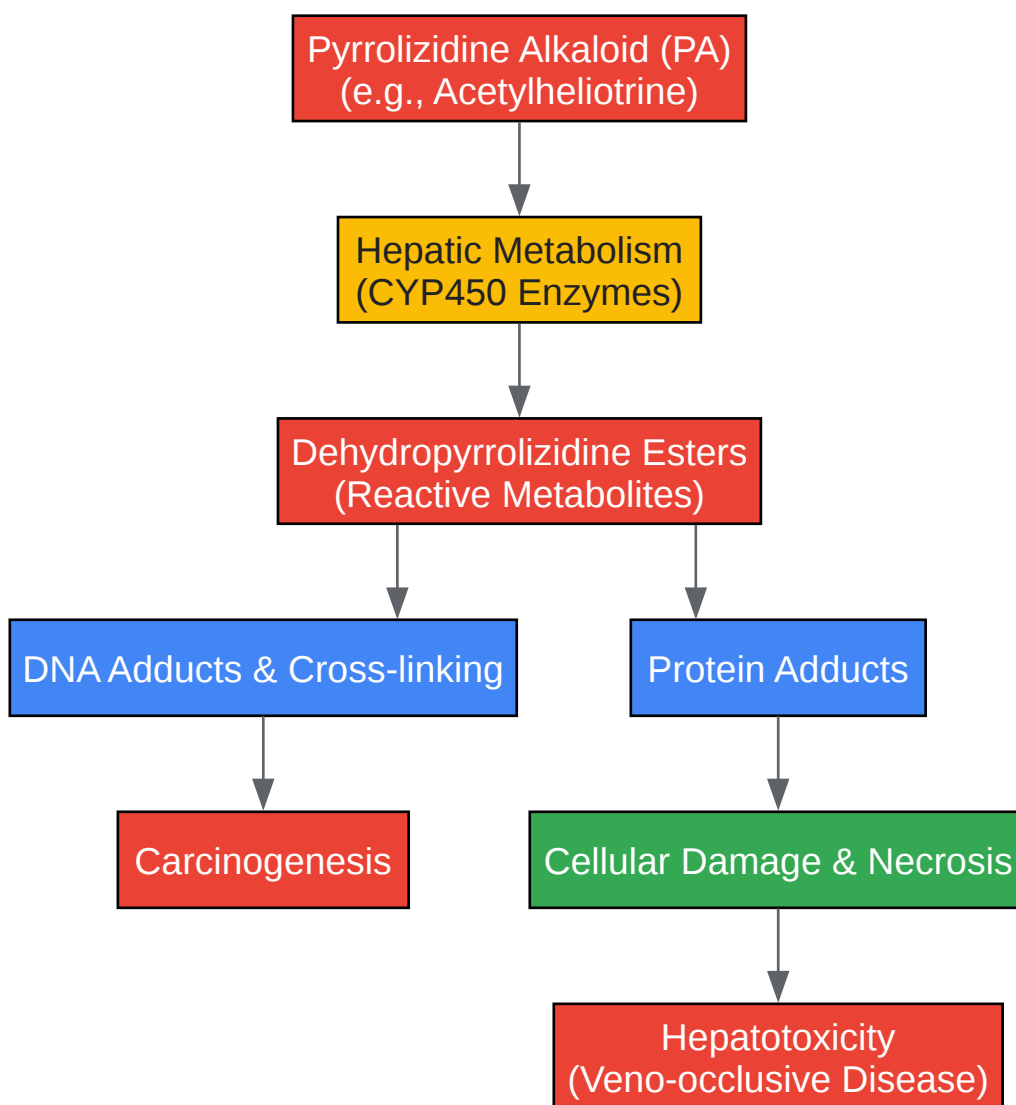 Pyrrolizidine Alkaloid (PA)
(e.g., Acetylheliotrine)
Hepatic Metabolism
(CYP450 Enzymes)
Dehydropyrrolizidine Esters
(Reactive Metabolites)
DNA Adducts & Cross-linking
Protein Adducts
Carcinogenesis
Cellular Damage & Necrosis
Hepatotoxicity
(Veno-occlusive Disease)